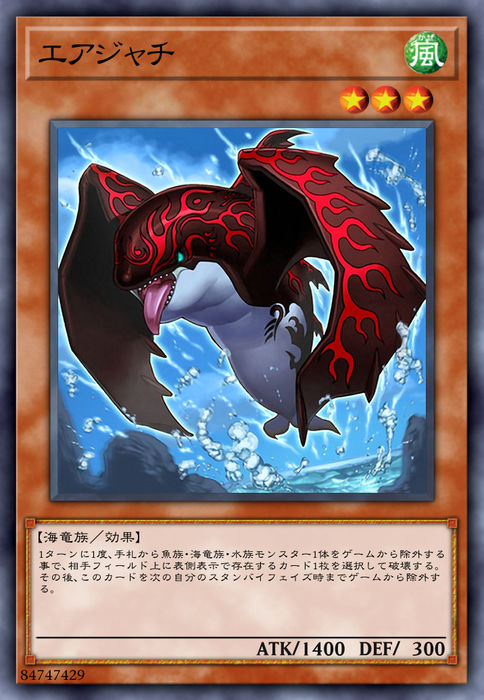 エアジャチ
かぜ
風
【海竜族／効果】
1ターンに1度、手札から魚族・海竜族・水族モンスター1体をゲームから除外する
事で、相手フィールド上に表側表示で存在するカード1枚を選択して破壊する。
その後、このカードを次の自分のスタンバイフェイズ時までゲームから除外す
る。
ATK/1400 DEF/ 300
84747429